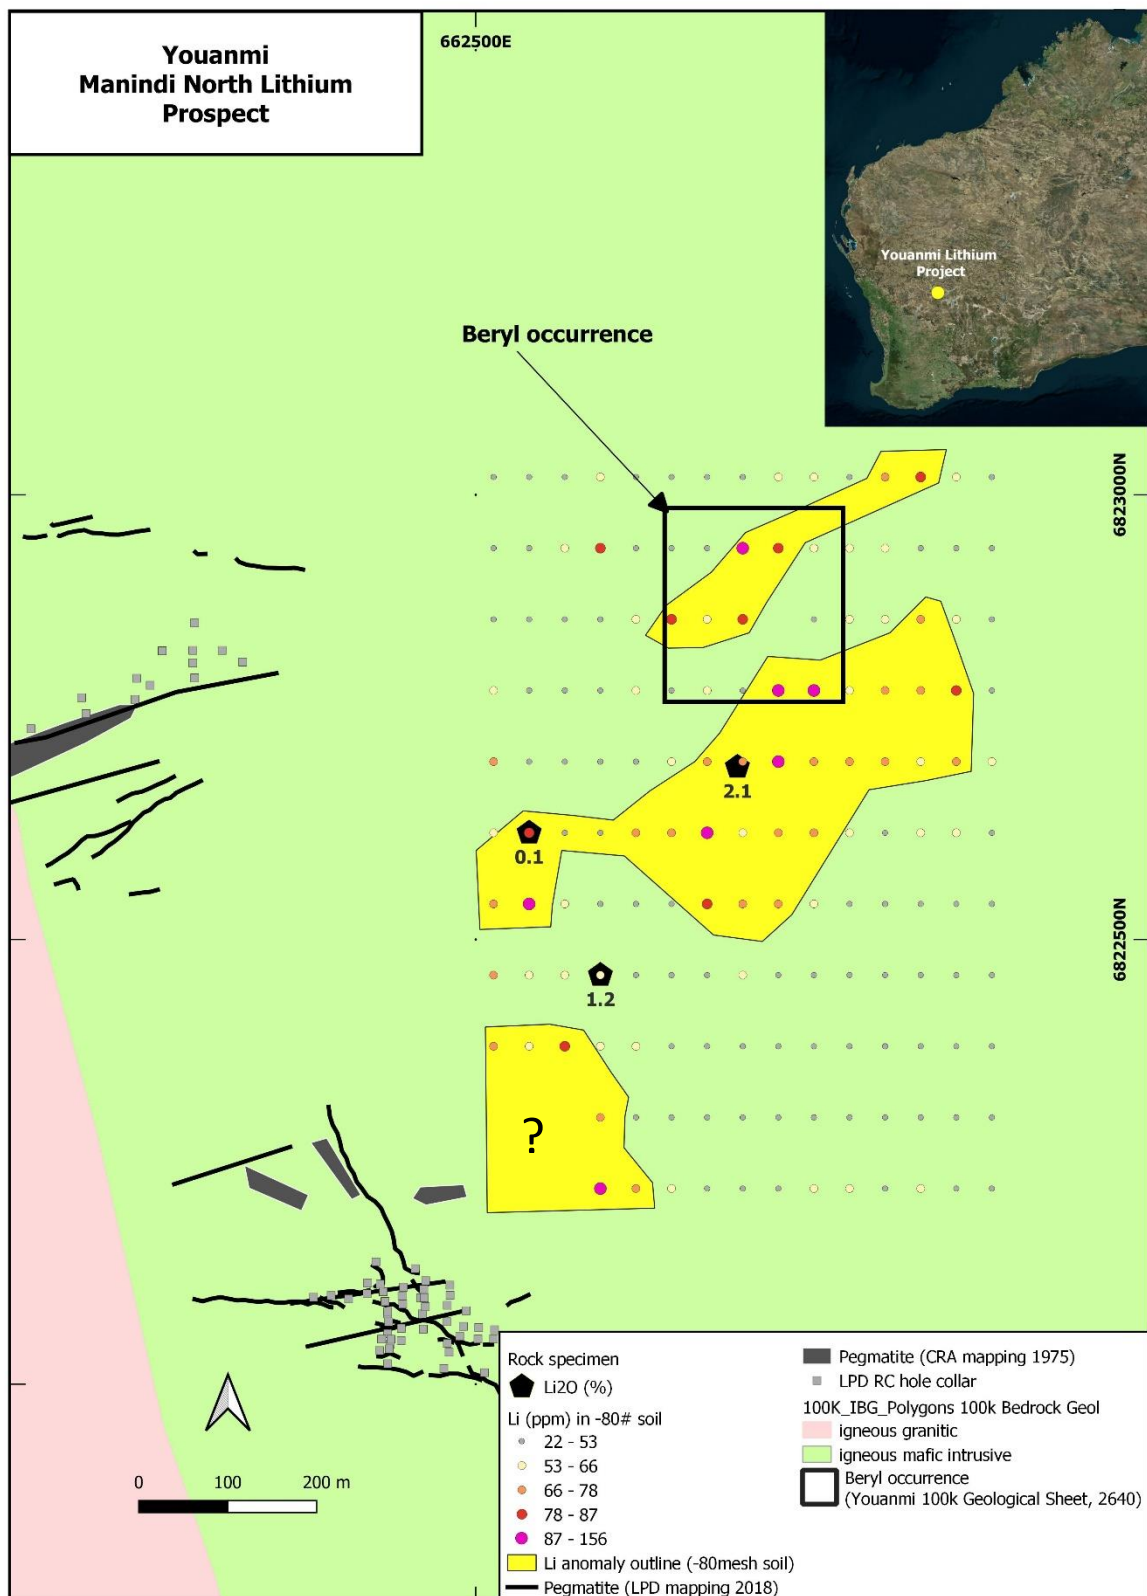 Youanmi
Manindi North Lithium
Prospect
662500E
Youanmi Lithium
Project
Beryl occurrence
6823000N
2.1
0.1
6822500N
1.2
?
0 100 200 m
Rock specimen
Li2O (%)
Li (ppm) in -80# soil
22 - 53
53 - 66
66 - 78
78 - 87
87 - 156
Li anomaly outline (-80mesh soil)
Pegmatite (LPD mapping 2018)
Pegmatite (CRA mapping 1975)
LPD RC hole collar
100K_IBG_Polygons 100k Bedrock Geol
igneous granitic
igneous mafic intrusive
Beryl occurrence
(Youanmi 100k Geological Sheet, 2640)